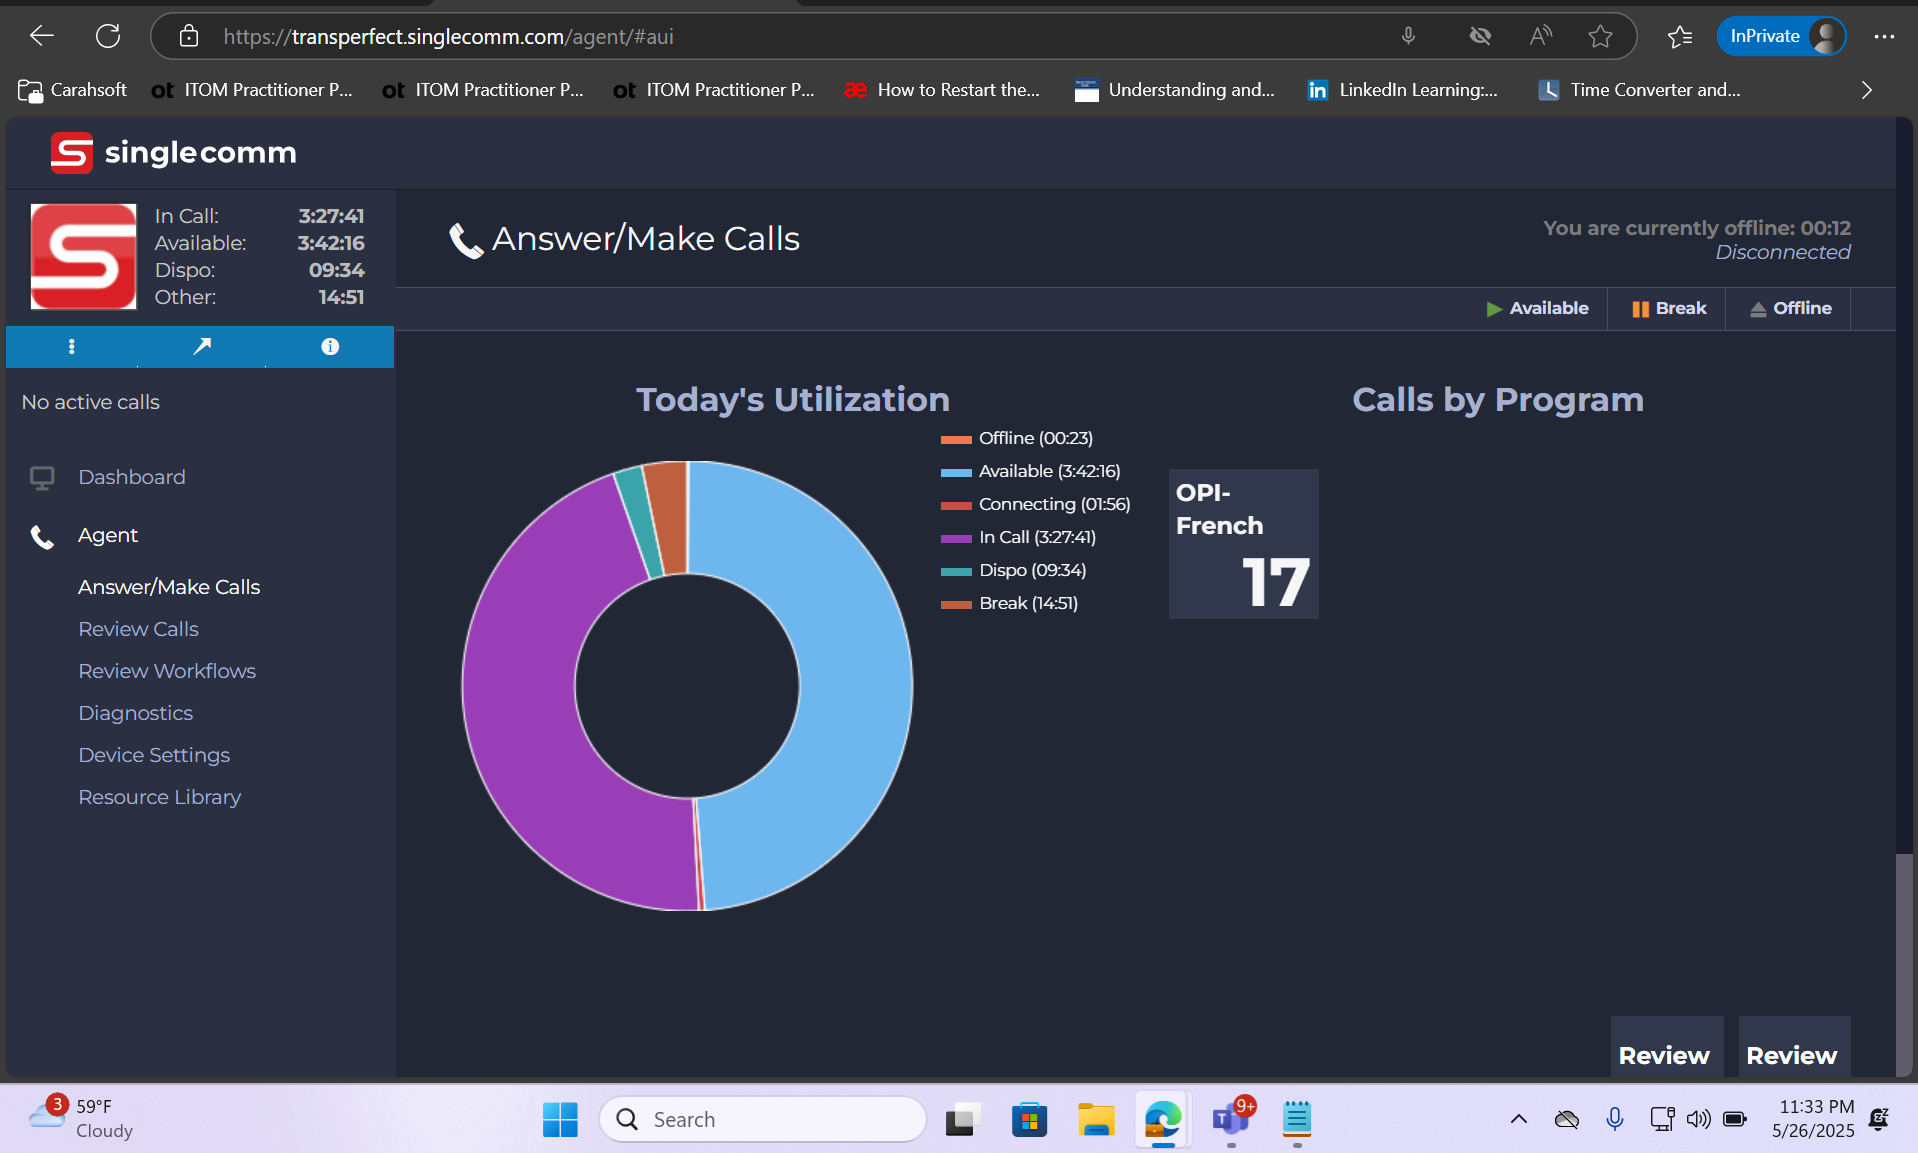 https://transperfect.singlecomm.com/agent/#aui
InPrivate
Carahsoft
ot ITOM Practitioner P...
ot ITOM Practitioner P...
ot ITOM Practitioner P...
æ How to Restart the...
Understanding and...
in LinkedIn Learning:...
Time Converter and...
singlecomm
In Call: 3:27:41
Available: 3:42:16
Dispo: 09:34
Other: 14:51
No active calls
Dashboard
Agent
Answer/Make Calls
Review Calls
Review Workflows
Diagnostics
Device Settings
Resource Library
Answer/Make Calls
You are currently offline: 00:12
Disconnected
Available
Break
Offline
Today's Utilization
Offline (00:23)
Available (3:42:16)
Connecting (01:56)
In Call (3:27:41)
Dispo (09:34)
Break (14:51)
Calls by Program
OPI-
French
17
Review
Review
3
59°F
Cloudy
Search
9+
11:33 PM
5/26/2025